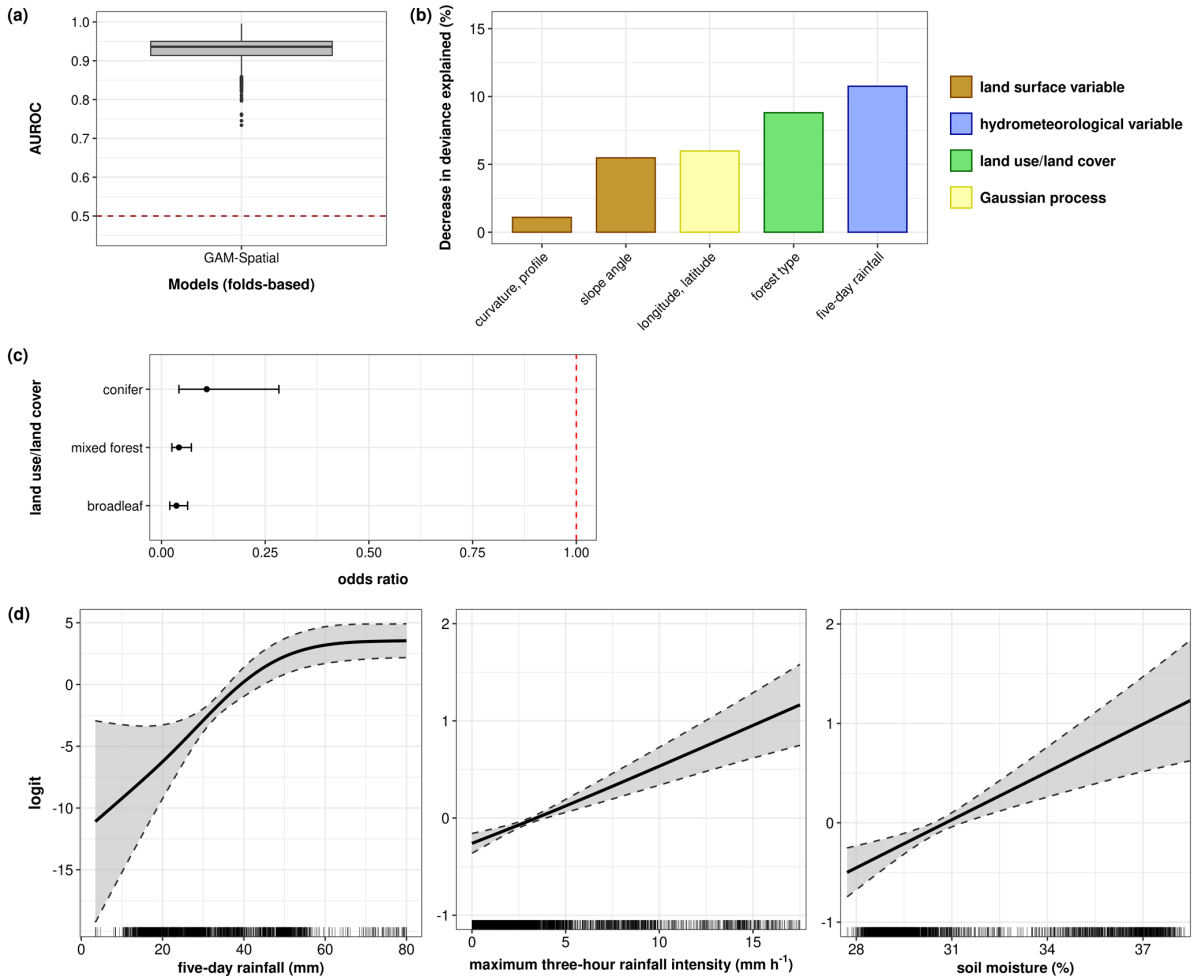 (a)
AUROC
1.0
0.9
0.8
0.7
0.6
0.5
GAM-Spatial
Models (folds-based)
(b)
Decrease in deviance explained (%)
15
10
5
0
curvature, profile
slope angle
longitude, latitude
forest type
five-day rainfall
land surface variable
hydrometeorological variable
land use/land cover
Gaussian process
(c)
land use/land cover
conifer
mixed forest
broadleaf
0.00 0.25 0.50 0.75 1.00
odds ratio
(d)
logit
5
0
-5
-10
-15
0 20 40 60 80
five-day rainfall (mm)
2
1
0
-1
0 5 10 15
maximum three-hour rainfall intensity (mm h⁻¹)
2
1
0
-1
28 31 34 37
soil moisture (%)